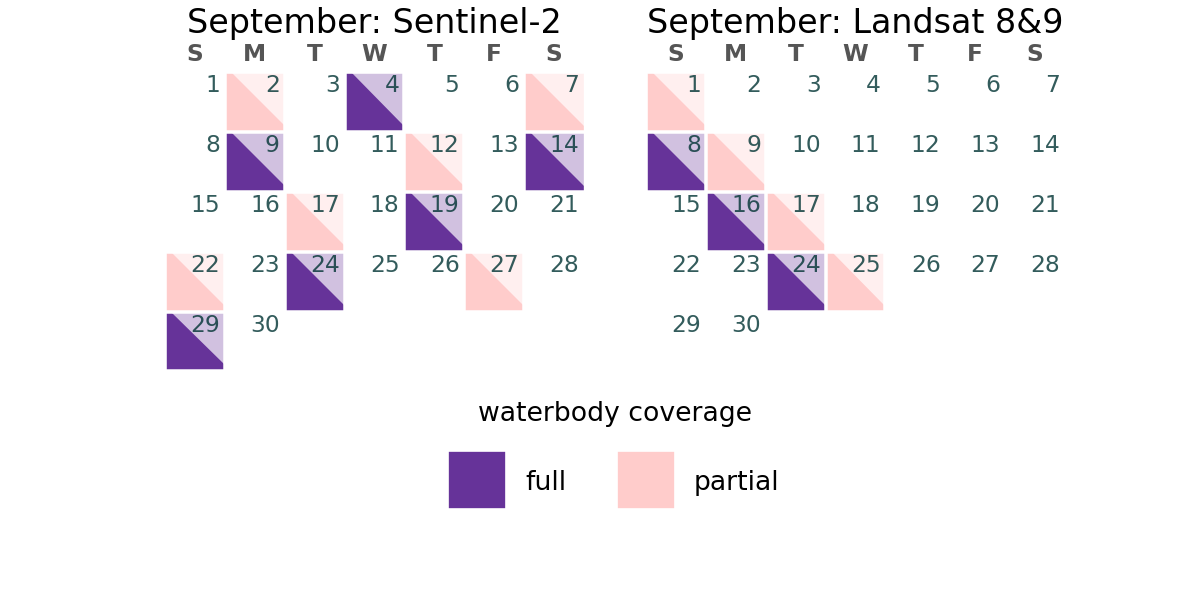 September: Sentinel-2
S M T W T F S
1 2 3 4 5 6 7
8 9 10 11 12 13 14
15 16 17 18 19 20 21
22 23 24 25 26 27 28
29 30
September: Landsat 8&9
S M T W T F S
1 2 3 4 5 6 7
8 9 10 11 12 13 14
15 16 17 18 19 20 21
22 23 24 25 26 27 28
29 30
waterbody coverage
full partial